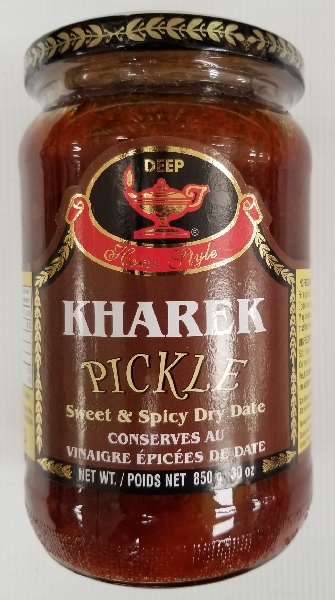 DEEP
®
Home Style
KHAREK
PICKLE
Sweet & Spicy Dry Date
CONSERVES AU
VINAIGRE ÉPICÉES DE DATE
NET WT. / POIDS NET 850 g 30 oz